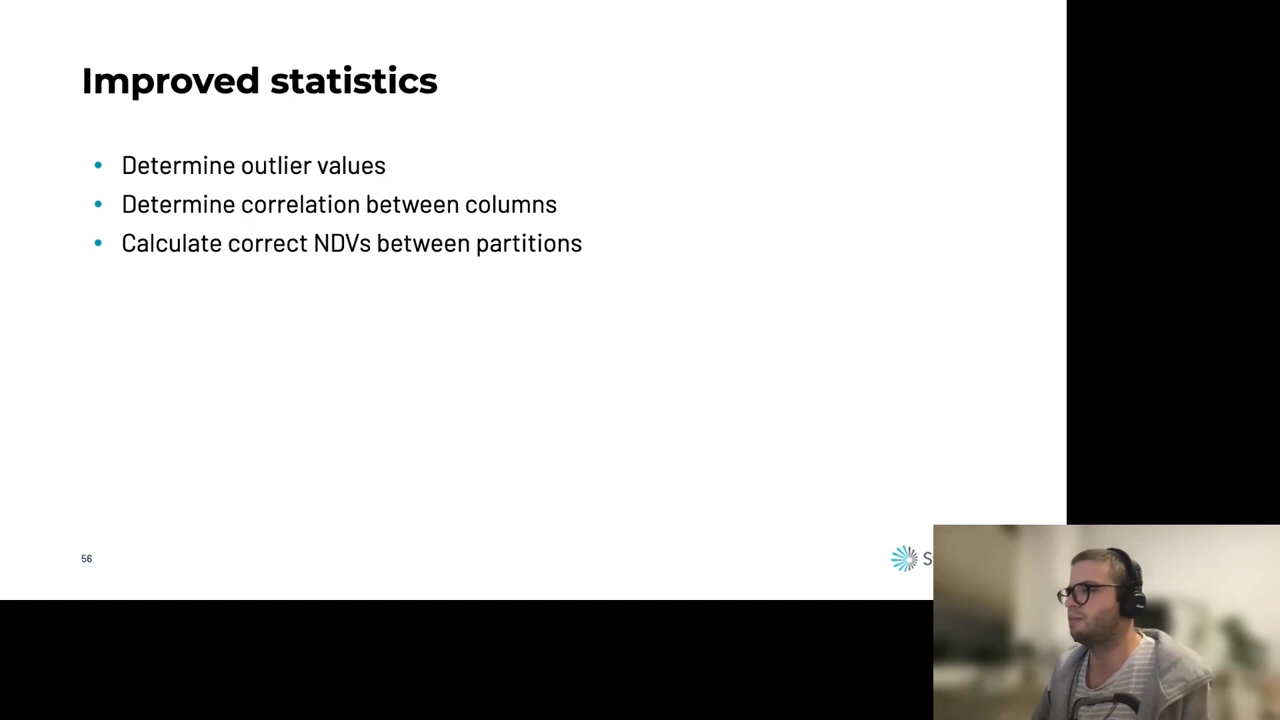 Improved statistics
• Determine outlier values
• Determine correlation between columns
• Calculate correct NDVs between partitions
56